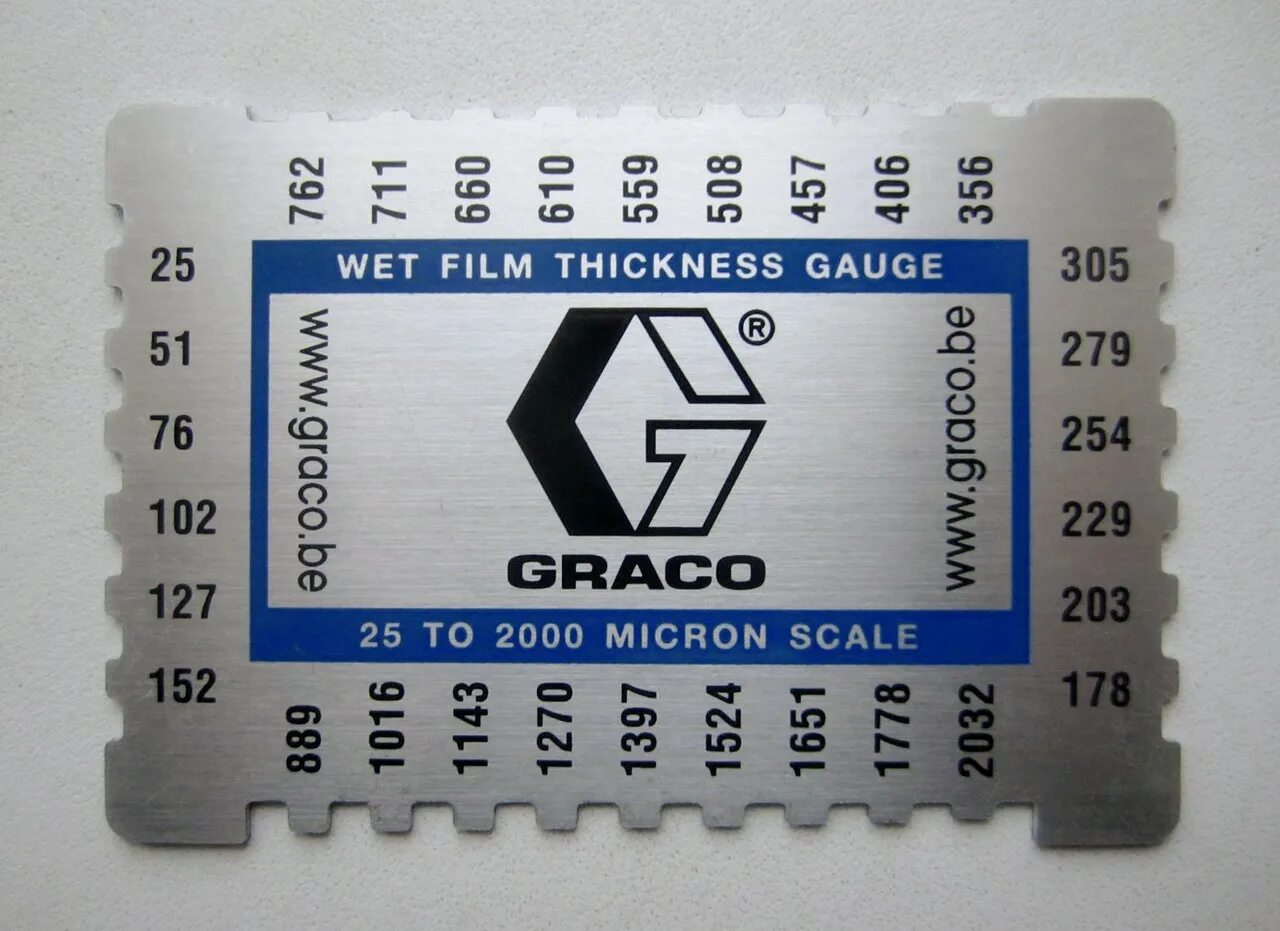 762 711 660 610 559 508 457 406 356
WET FILM THICKNESS GAUGE
25
51
76
102
127
152
www.graco.be
®
GRACO
www.graco.be
305
279
254
229
203
178
25 TO 2000 MICRON SCALE
889 1016 1143 1270 1397 1524 1651 1778 2032